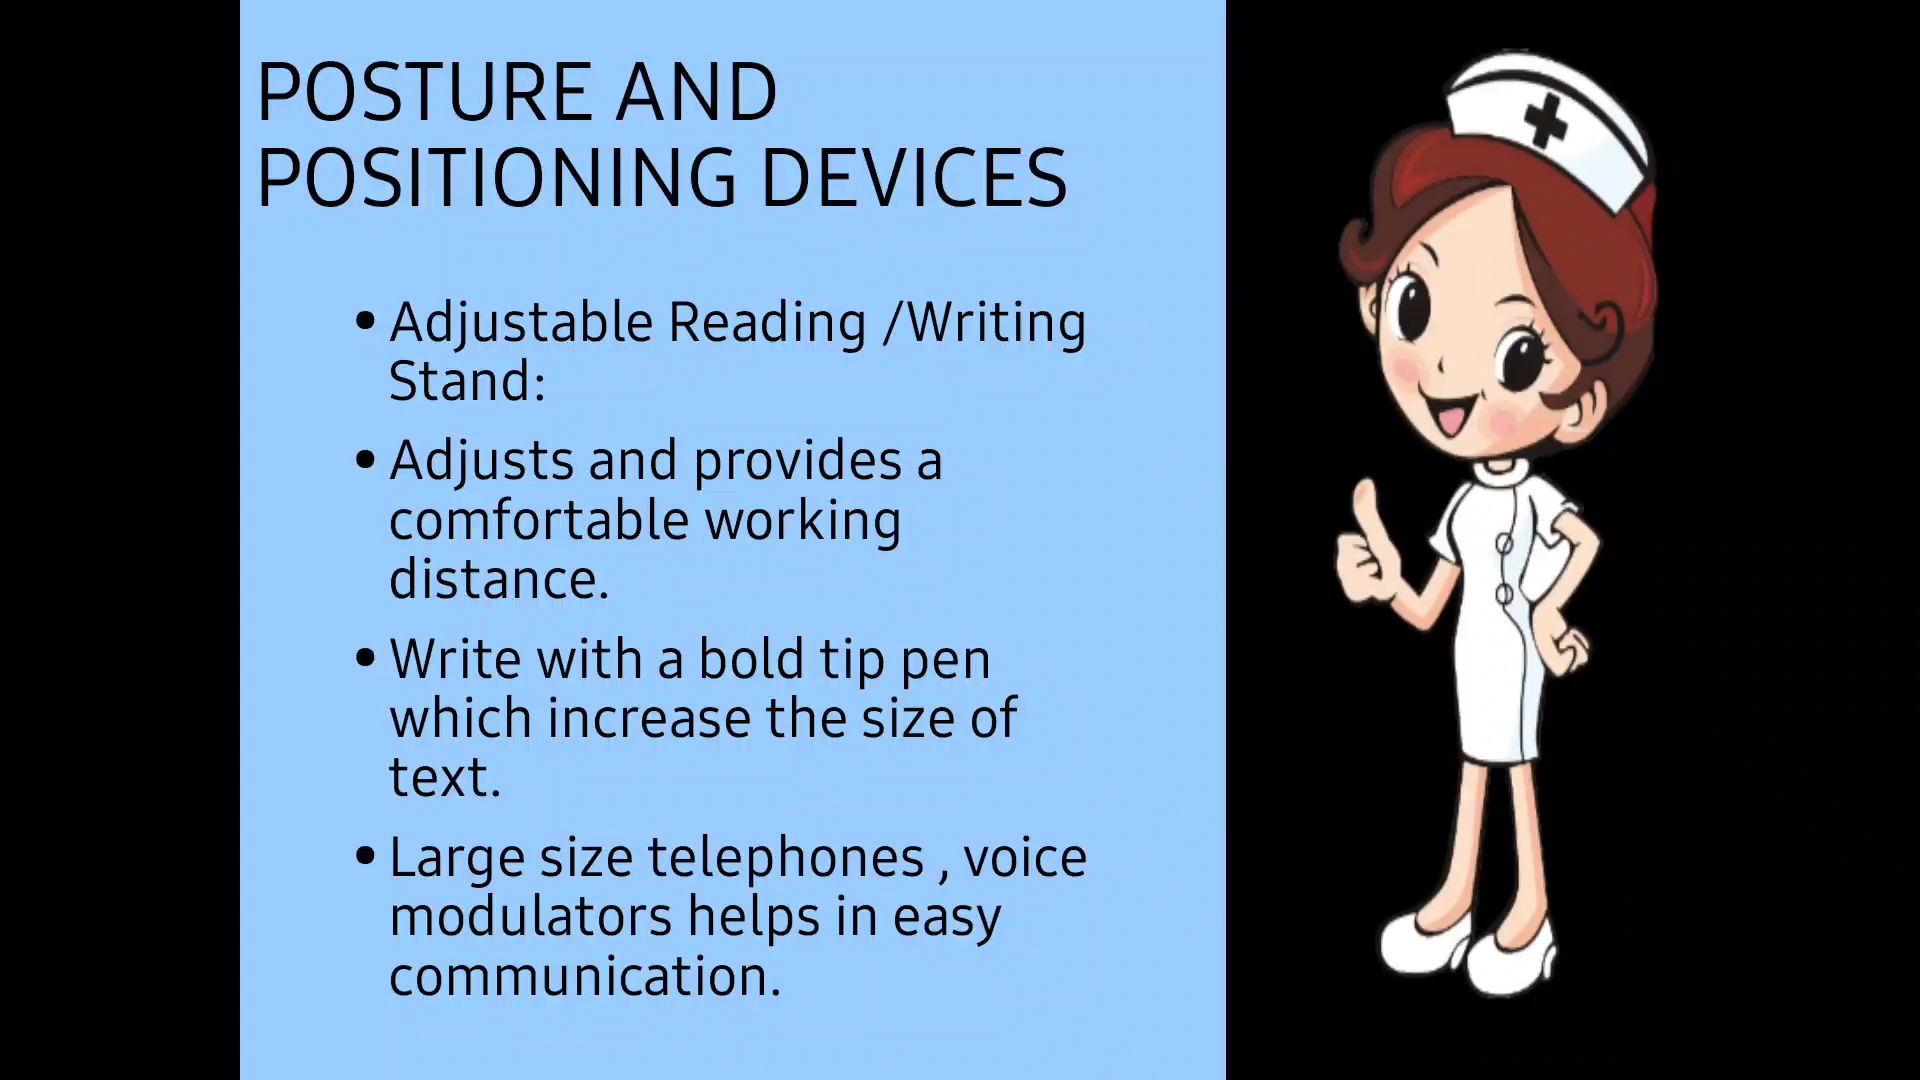 POSTURE AND
POSITIONING DEVICES
• Adjustable Reading /Writing
Stand:
• Adjusts and provides a
comfortable working
distance.
• Write with a bold tip pen
which increase the size of
text.
• Large size telephones , voice
modulators helps in easy
communication.